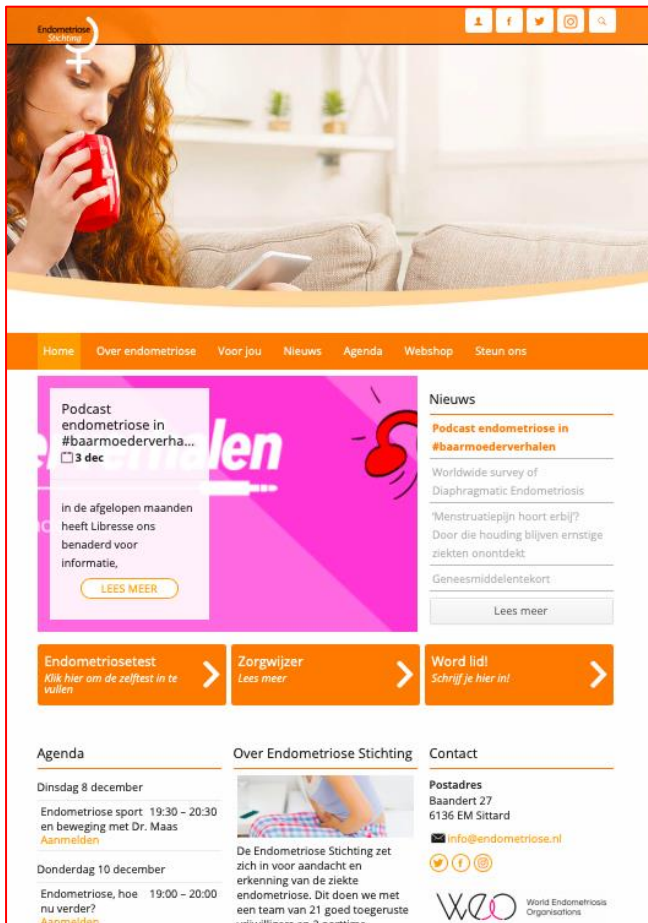 Endometriose
Stichting
Home Over endometriose Voor jou Nieuws Agenda Webshop Steun ons
Podcast
endometriose in
#baarmoederverha...
3 dec
in de afgelopen maanden
heeft Libresse ons
benaderd voor
informatie,
LEES MEER
Nieuws
Podcast endometriose in
#baarmoederverhalen
Worldwide survey of
Diaphragmatic Endometriosis
‘Menstruatiepijn hoort erbij’?
Door die houding blijven ernstige
ziekten onontdekt
Geneesmiddelentekort
Lees meer
Endometriosetest
Klik hier om de zelftest in te
vullen
Zorgwijzer
Lees meer
Word lid!
Schrijf je hier in!
Agenda
Dinsdag 8 december
Endometriose sport 19:30 – 20:30
en beweging met Dr. Maas
Aanmelden
Donderdag 10 december
Endometriose, hoe 19:00 – 20:00
nu verder?
Aanmelden
Over Endometriose Stichting
De Endometriose Stichting zet
zich in voor aandacht en
erkenning van de ziekte
endometriose. Dit doen we met
een team van 21 goed toegeruste
Contact
Postadres
Baandert 27
6136 EM Sittard
info@endometriose.nl
WEO World Endometriosis
Organisations